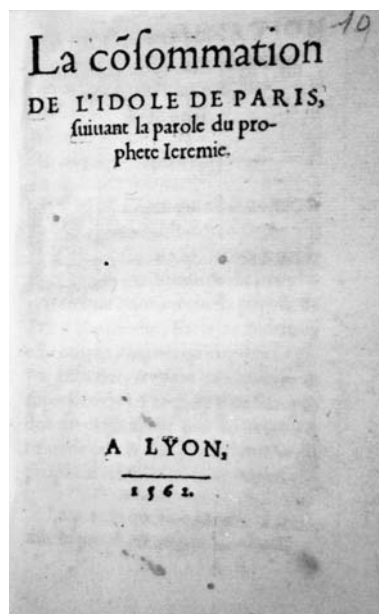 10
La cõſommation
DE L'IDOLE DE PARIS,
ſuiuant la parole du pro-
phete Ieremie.
A LYON,
1562.